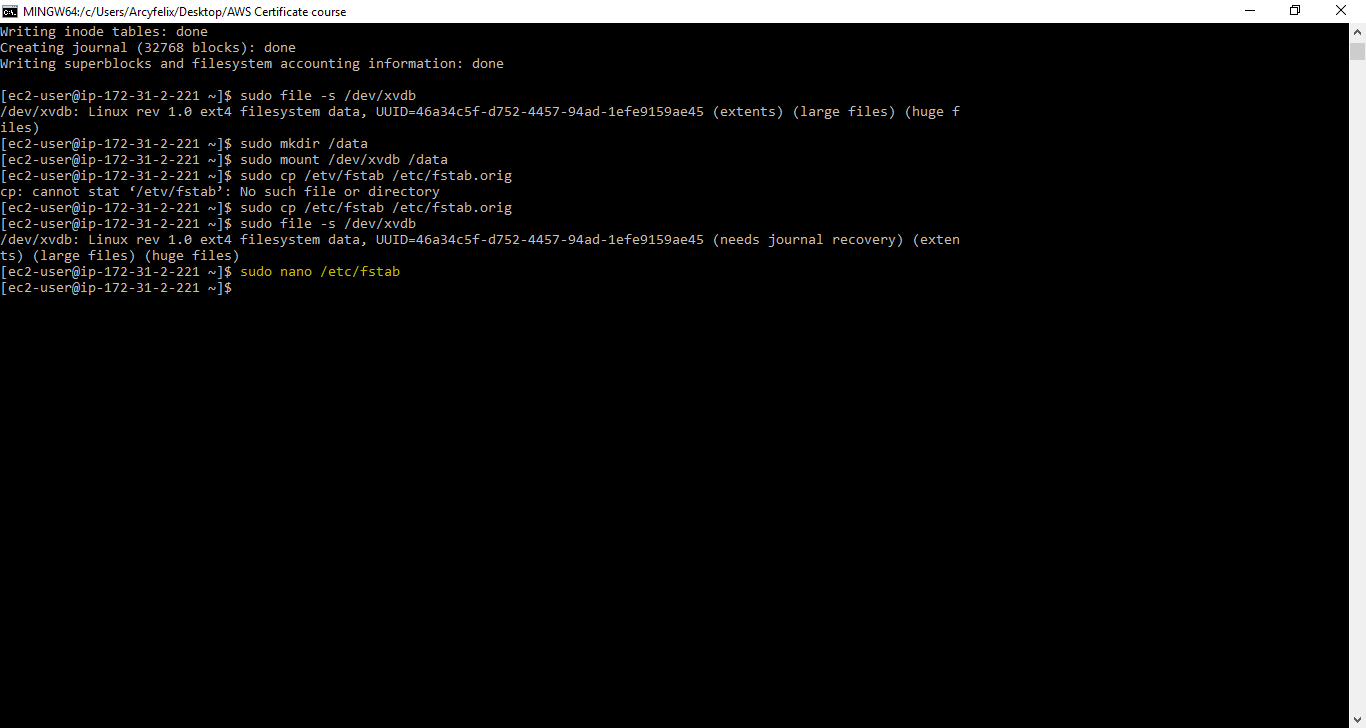 MINGW64:/c/Users/Arcyfelix/Desktop/AWS Certificate course
Writing inode tables: done
Creating journal (32768 blocks): done
Writing superblocks and filesystem accounting information: done
[ec2-user@ip-172-31-2-221 ~]$ sudo file -s /dev/xvdb
/dev/xvdb: Linux rev 1.0 ext4 filesystem data, UUID=46a34c5f-d752-4457-94ad-1efe9159ae45 (extents) (large files) (huge f
iles)
[ec2-user@ip-172-31-2-221 ~]$ sudo mkdir /data
[ec2-user@ip-172-31-2-221 ~]$ sudo mount /dev/xvdb /data
[ec2-user@ip-172-31-2-221 ~]$ sudo cp /etv/fstab /etc/fstab.orig
cp: cannot stat ‘/etv/fstab’: No such file or directory
[ec2-user@ip-172-31-2-221 ~]$ sudo cp /etc/fstab /etc/fstab.orig
[ec2-user@ip-172-31-2-221 ~]$ sudo file -s /dev/xvdb
/dev/xvdb: Linux rev 1.0 ext4 filesystem data, UUID=46a34c5f-d752-4457-94ad-1efe9159ae45 (needs journal recovery) (exten
ts) (large files) (huge files)
[ec2-user@ip-172-31-2-221 ~]$ sudo nano /etc/fstab
[ec2-user@ip-172-31-2-221 ~]$